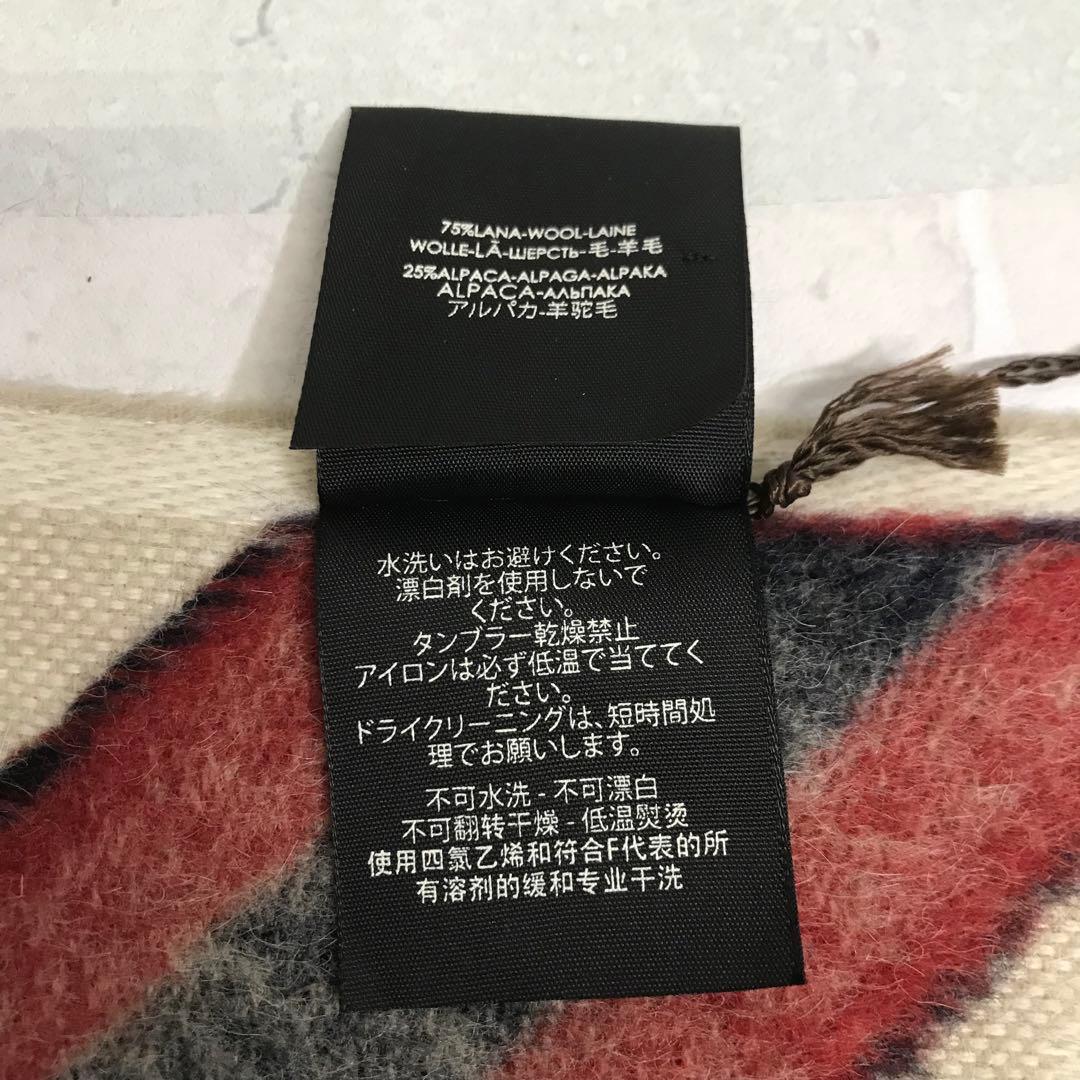 75%LANA-WOOL-LAINE
WOLLE-LÃ-ШЕРСТЬ-毛-羊毛
25%ALPACA-ALPAGA-ALPAKA
ALPACA-АЛЬПАКА
アルパカ-羊驼毛
水洗いはお避けください。
漂白剤を使用しないで
ください。
タンブラー乾燥禁止
アイロンは必ず低温で当ててく
ださい。
ドライクリーニングは、短時間処
理でお願いします。
不可水洗 - 不可漂白
不可翻转干燥 - 低温熨烫
使用四氯乙烯和符合F代表的所
有溶剂的缓和专业干洗